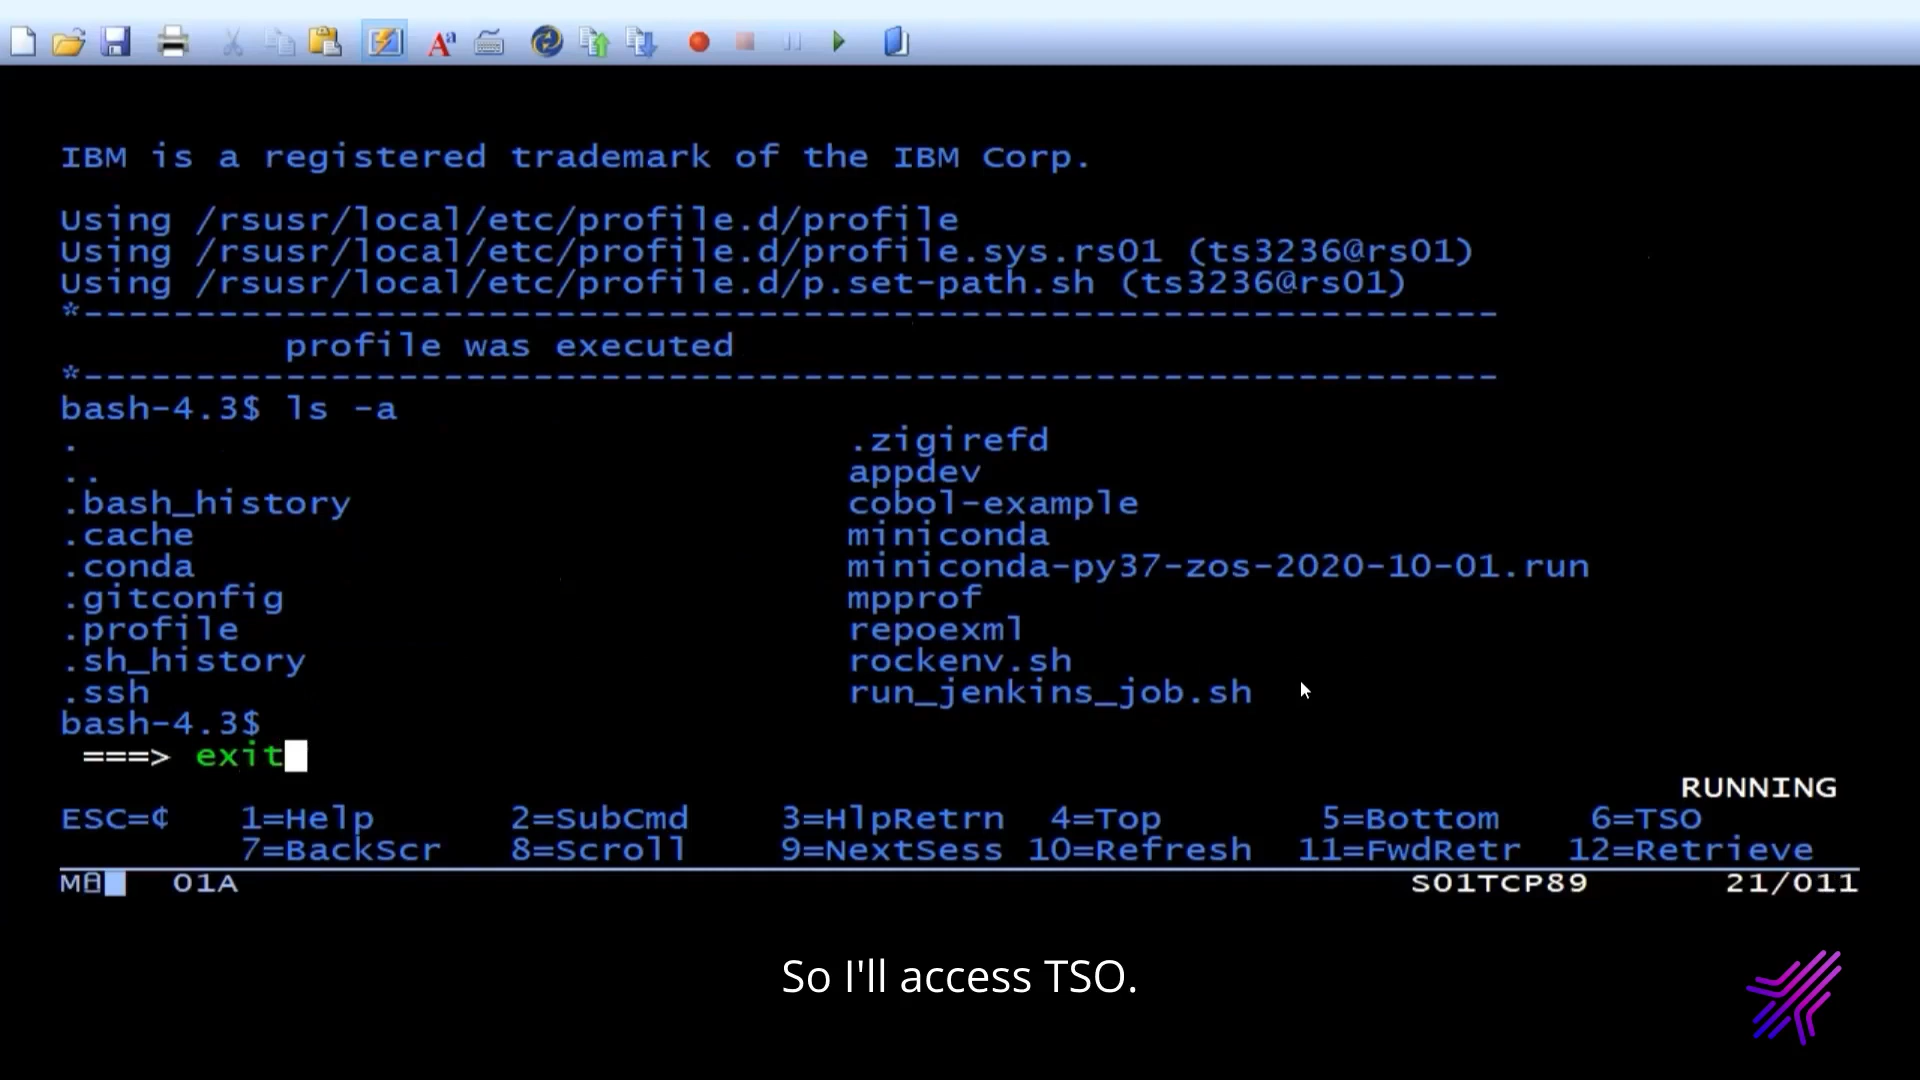 IBM is a registered trademark of the IBM Corp.
Using /rsusr/local/etc/profile.d/profile
Using /rsusr/local/etc/profile.d/profile.sys.rs01 (ts3236@rs01)
Using /rsusr/local/etc/profile.d/p.set-path.sh (ts3236@rs01)
*---------------------------------------------------------------
profile was executed
*---------------------------------------------------------------
bash-4.3$ ls -a
. .zigirefd
.. appdev
.bash_history cobol-example
.cache miniconda
.conda miniconda-py37-zos-2020-10-01.run
.gitconfig mpprof
.profile repoexml
.sh_history rockenv.sh
.ssh run_jenkins_job.sh
bash-4.3$
===> exit
RUNNING
ESC=¢ 1=Help 2=SubCmd 3=HlpRetrn 4=Top 5=Bottom 6=TSO
7=BackScr 8=Scroll 9=NextSess 10=Refresh 11=FwdRetr 12=Retrieve
01A S01TCP89 21/011
So I'll access TSO.